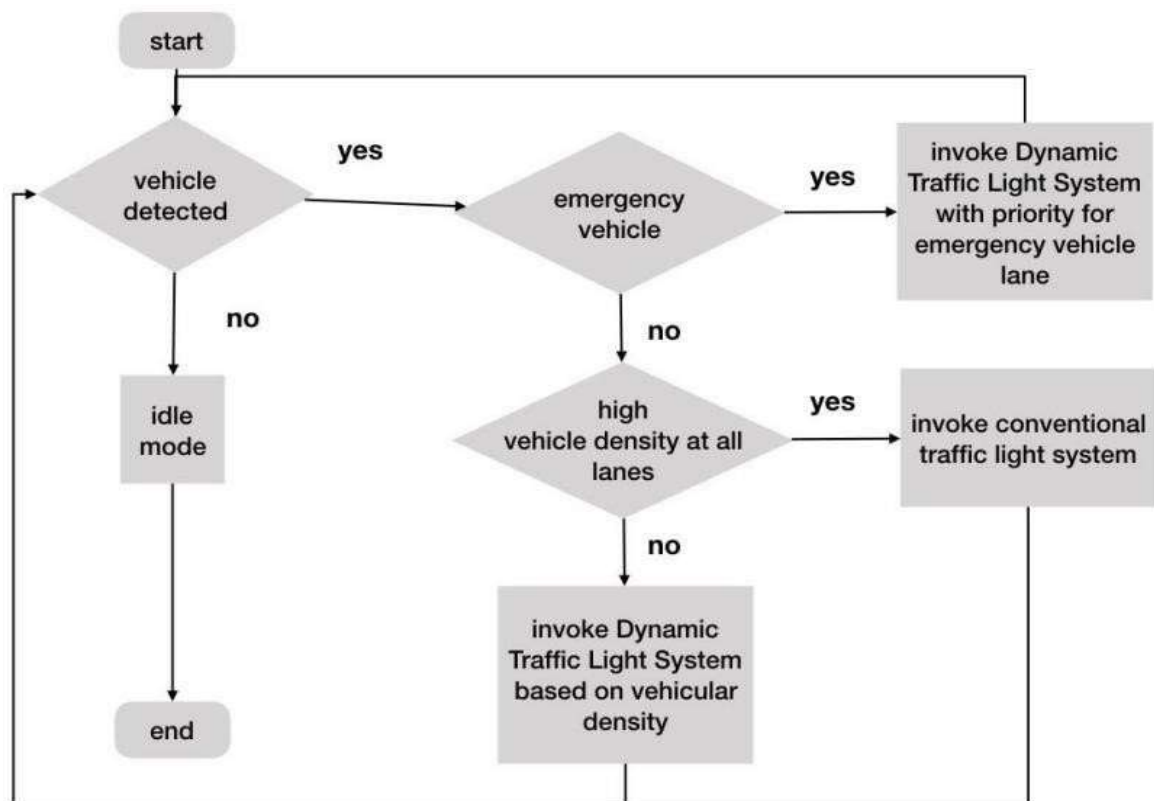 start
vehicle
detected
yes
emergency
vehicle
yes
invoke Dynamic
Traffic Light System
with priority for
emergency vehicle
lane
no
idle
mode
end
no
high
vehicle density at all
lanes
yes
invoke conventional
traffic light system
no
invoke Dynamic
Traffic Light System
based on vehicular
density